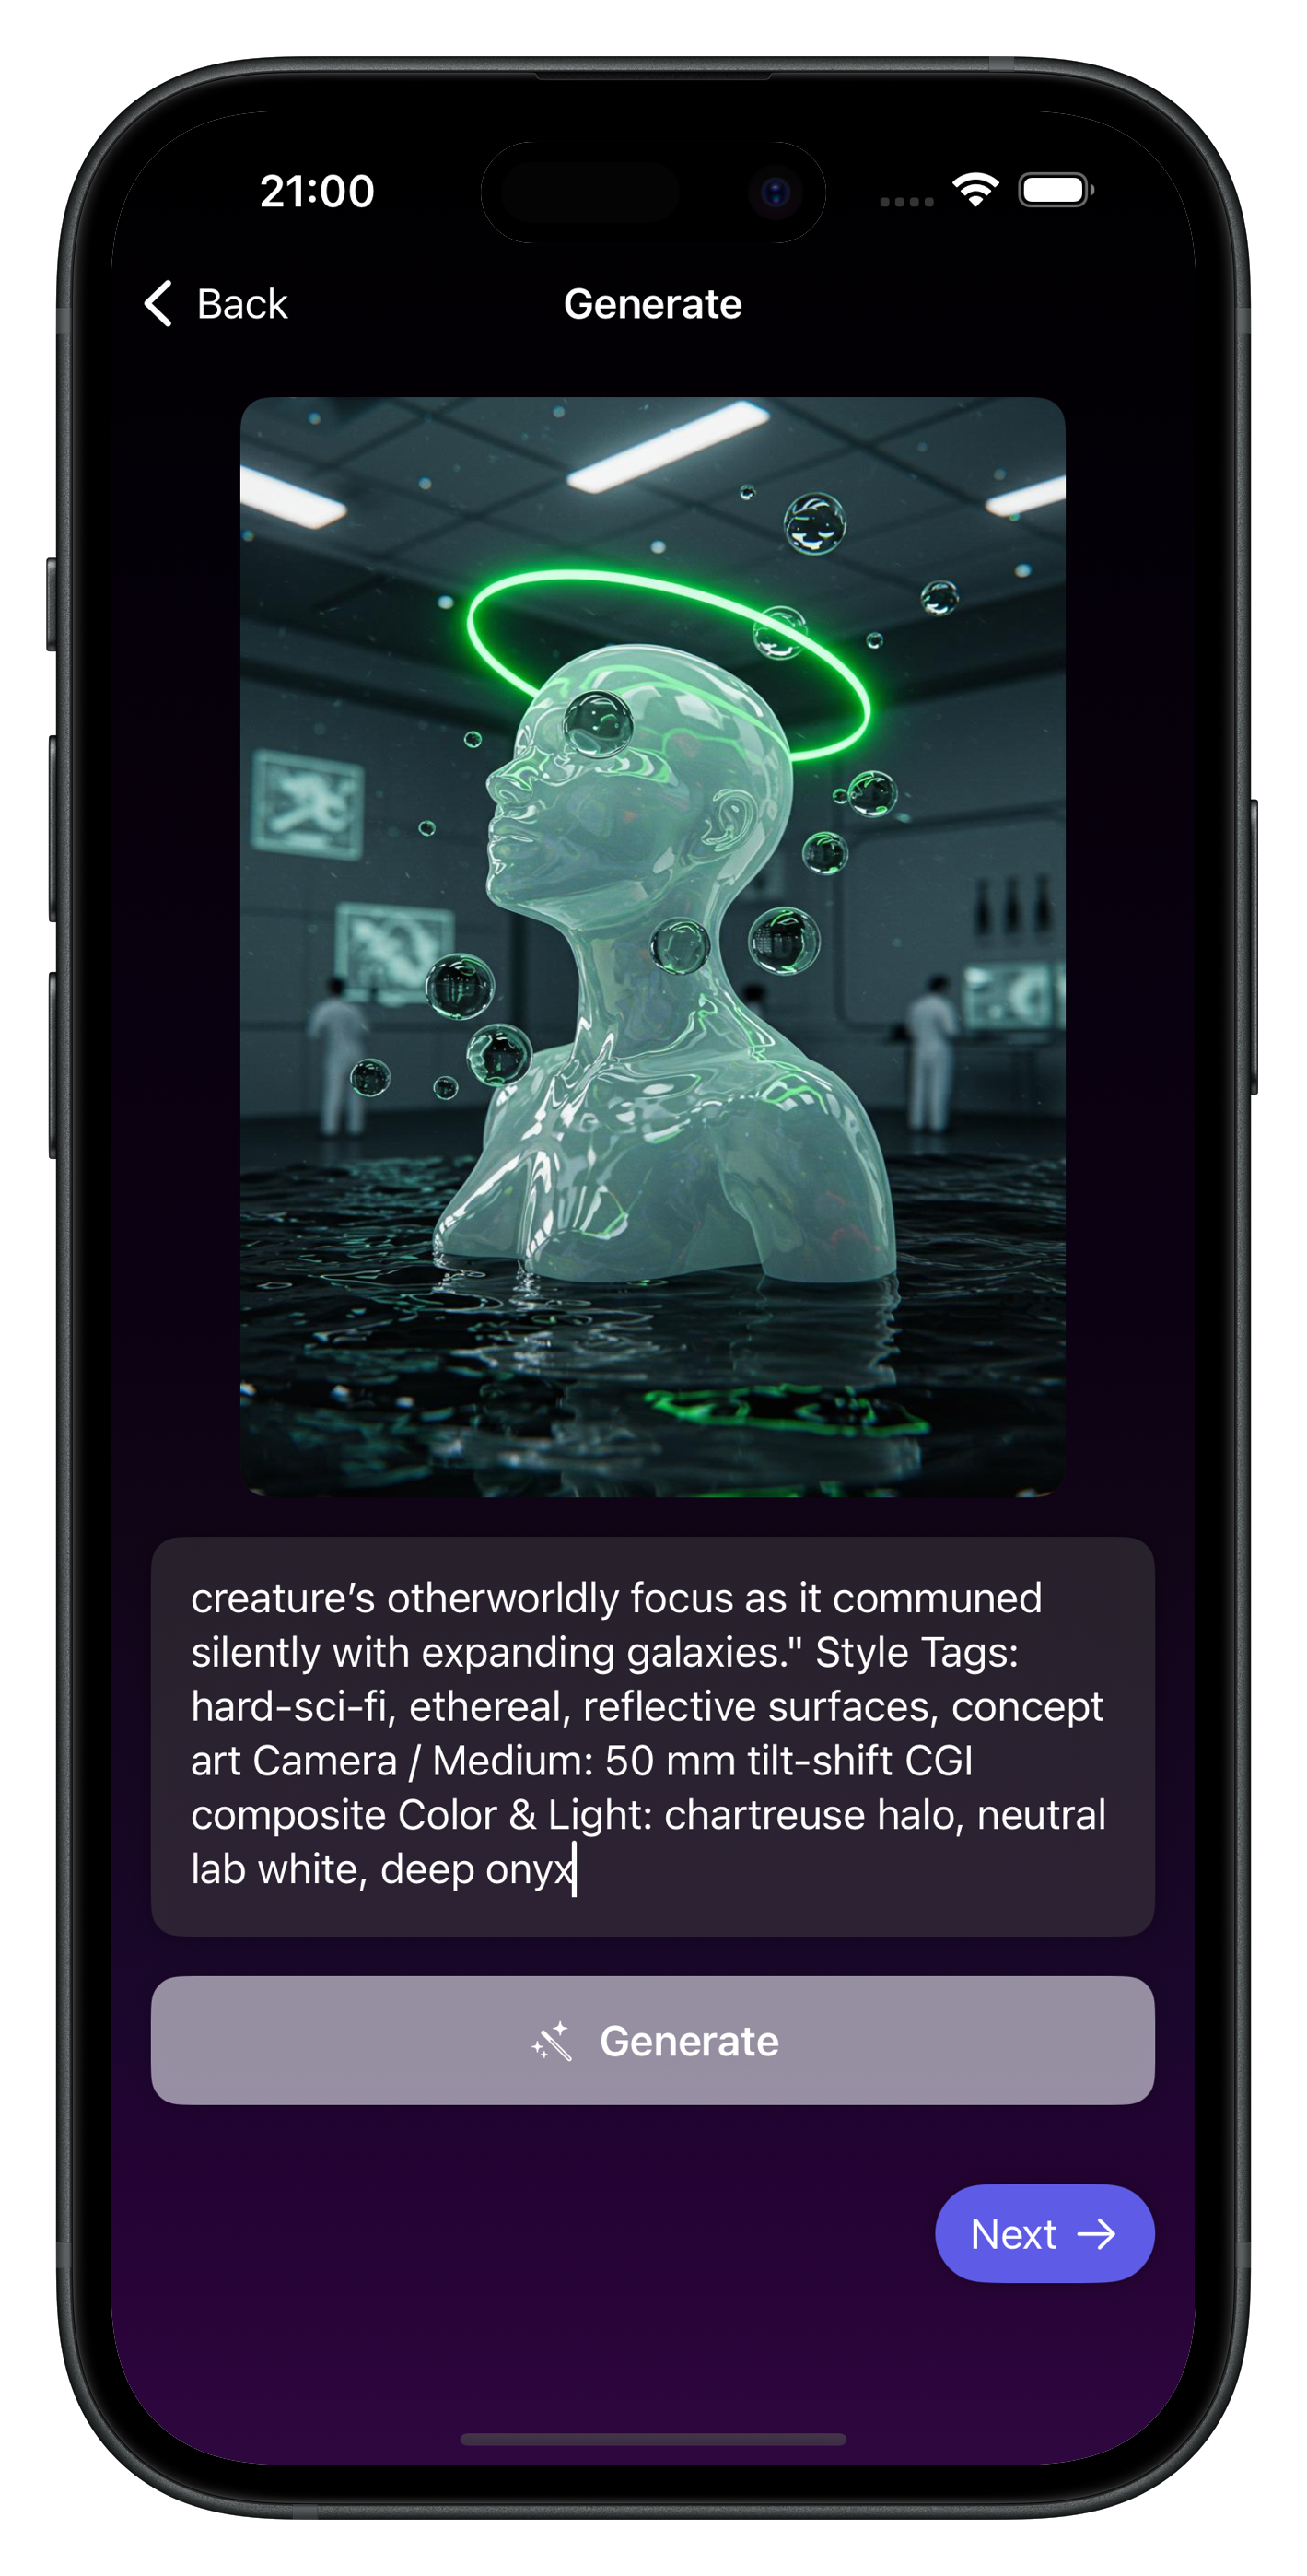 21:00
Back
Generate
creature’s otherworldly focus as it communed
silently with expanding galaxies." Style Tags:
hard-sci-fi, ethereal, reflective surfaces, concept
art Camera / Medium: 50 mm tilt-shift CGI
composite Color & Light: chartreuse halo, neutral
lab white, deep onyx
Generate
Next